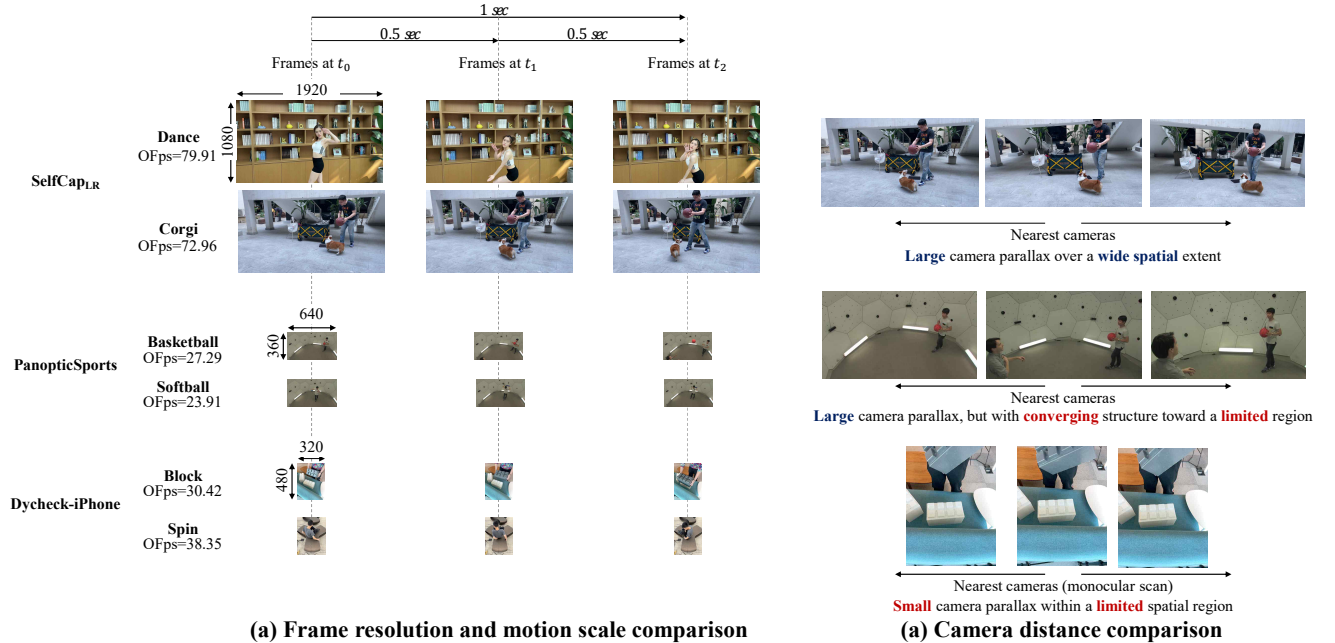 1 sec
0.5 sec
0.5 sec
Frames at t₀
Frames at t₁
Frames at t₂
1920
1080
SelfCap_LR
Dance
OFps=79.91
Corgi
OFps=72.96
640
360
PanopticSports
Basketball
OFps=27.29
Softball
OFps=23.91
320
480
Dycheck-iPhone
Block
OFps=30.42
Spin
OFps=38.35
(a) Frame resolution and motion scale comparison
Nearest cameras
Large camera parallax over a wide spatial extent
Nearest cameras
Large camera parallax, but with converging structure toward a limited region
Nearest cameras (monocular scan)
Small camera parallax within a limited spatial region
(a) Camera distance comparison